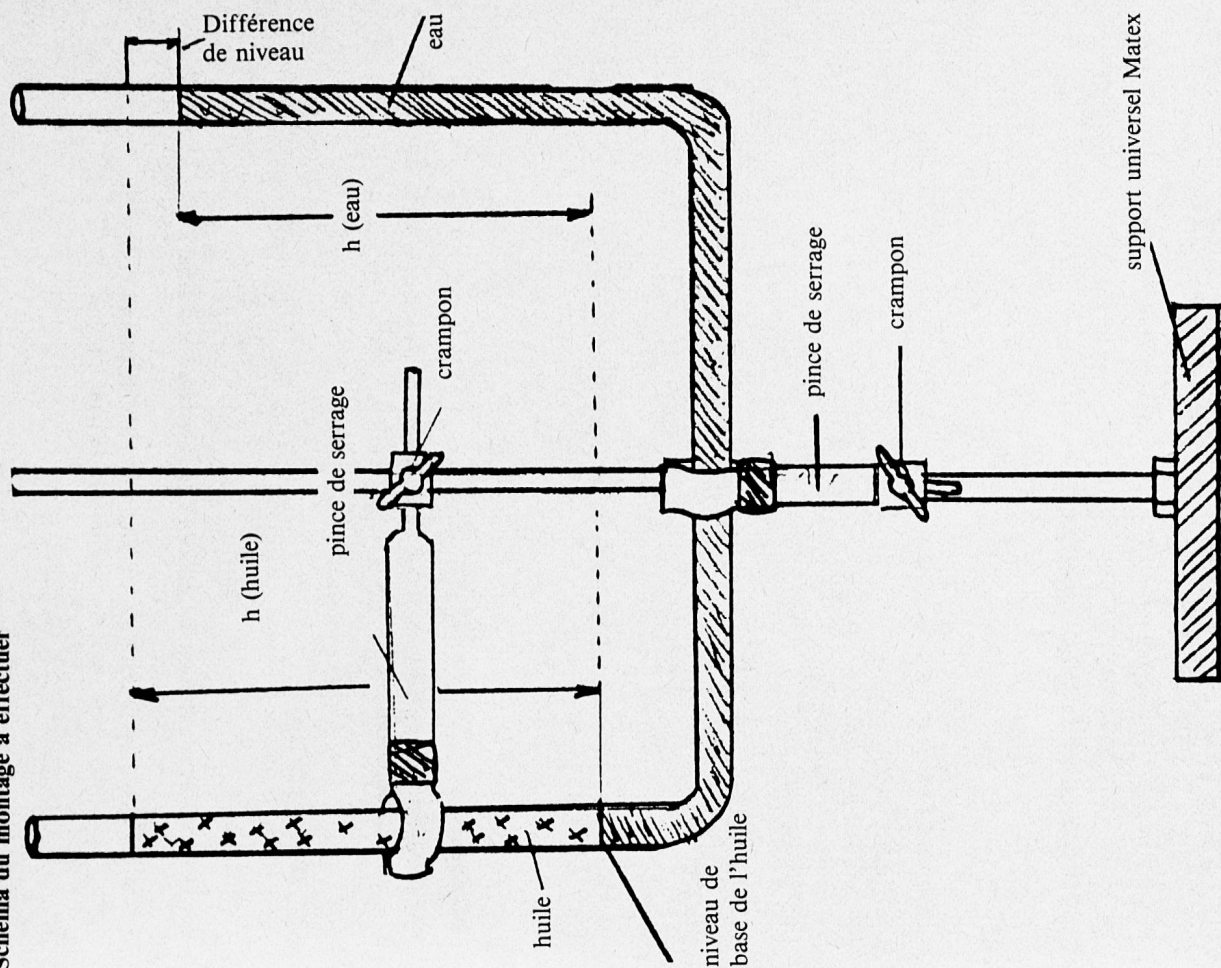 Schéma du montage à effectuer
Différence
de niveau
eau
h (eau)
h (huile)
pince de serrage
crampon
pince de serrage
crampon
huile
niveau de
base de l'huile
support universel Matex